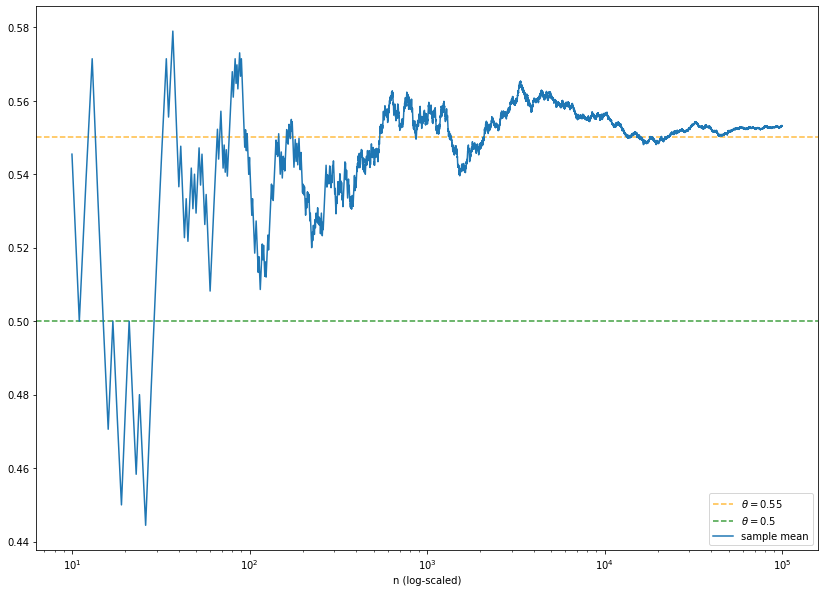 0.58
0.56
0.54
0.52
0.50
0.48
0.46
0.44
θ = 0.55
θ = 0.5
sample mean
10¹ 10² 10³ 10⁴ 10⁵
n (log-scaled)